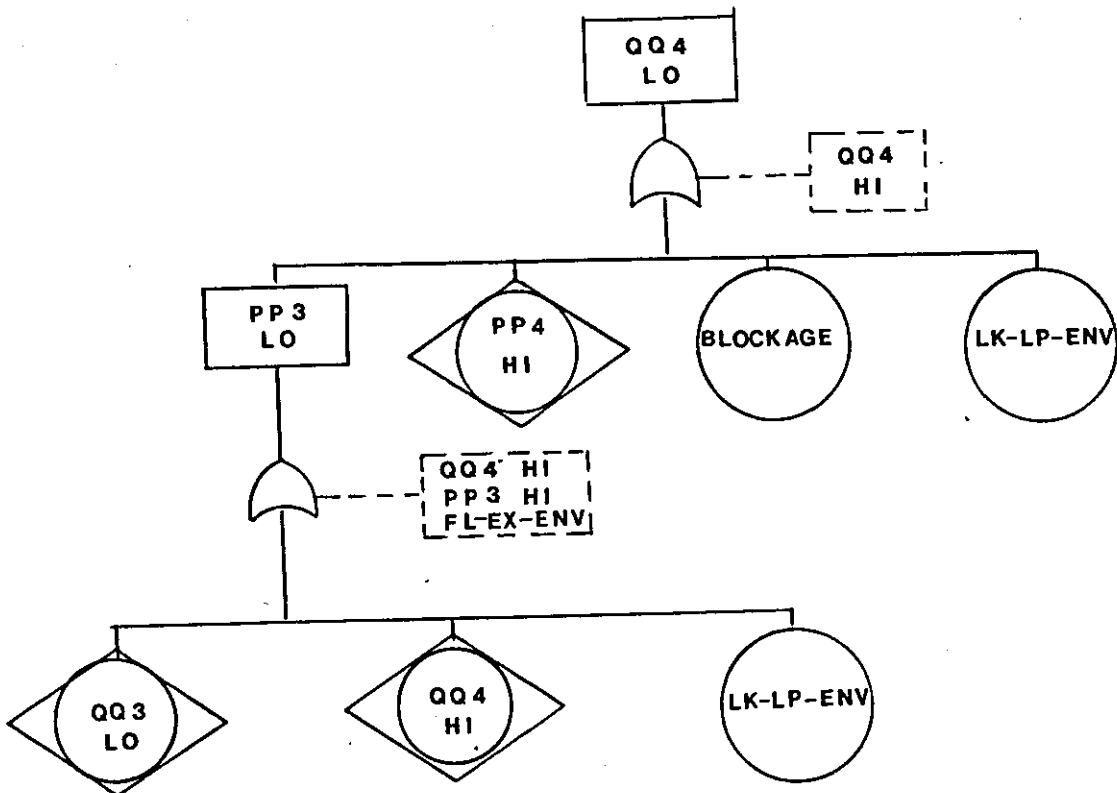 QQ4
LO
QQ4
HI
PP3
LO
PP4
HI
BLOCKAGE
LK-LP-ENV
QQ4 HI
PP3 HI
FL-EX-ENV
QQ3
LO
QQ4
HI
LK-LP-ENV